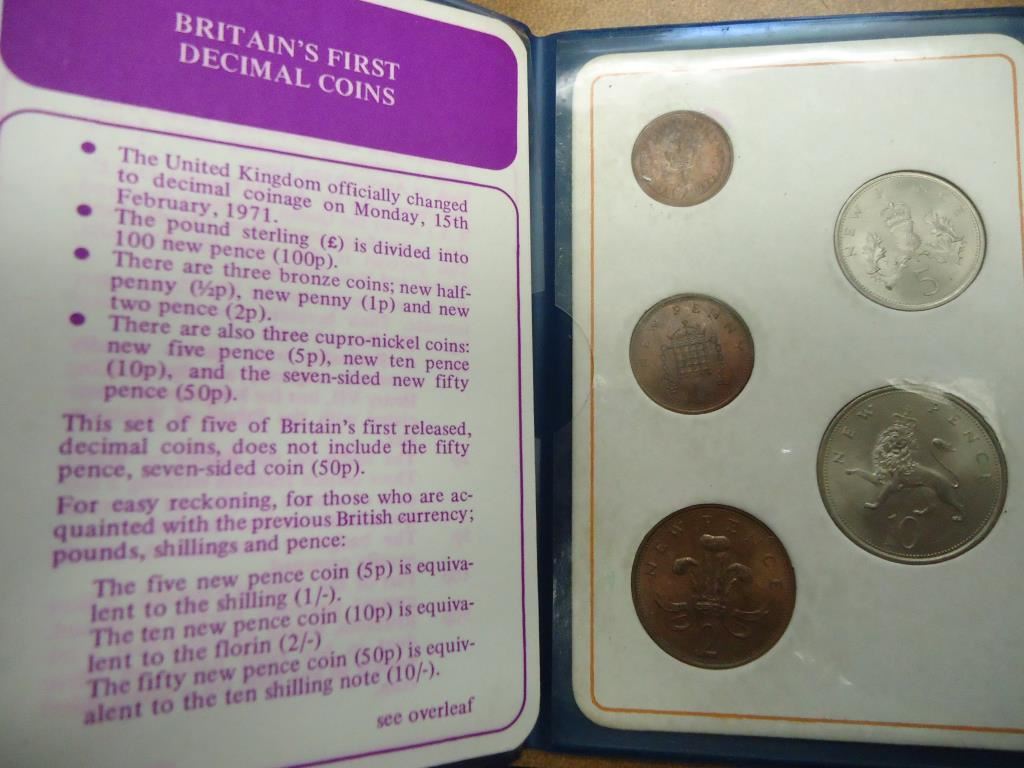 BRITAIN'S FIRST
DECIMAL COINS
• The United Kingdom officially changed
to decimal coinage on Monday, 15th
February, 1971.
• The pound sterling (£) is divided into
100 new pence (100p).
• There are three bronze coins; new half-
penny (½p), new penny (1p) and new
two pence (2p).
• There are also three cupro-nickel coins:
new five pence (5p), new ten pence
(10p), and the seven-sided new fifty
pence (50p).
This set of five of Britain's first released,
decimal coins, does not include the fifty
pence, seven-sided coin (50p).
For easy reckoning, for those who are ac-
quainted with the previous British currency;
pounds, shillings and pence:
The five new pence coin (5p) is equiva-
lent to the shilling (1/-).
The ten new pence coin (10p) is equiva-
lent to the florin (2/-)
The fifty new pence coin (50p) is equiv-
alent to the ten shilling note (10/-).
see overleaf
NEW PENCE
5
NEW PENNY
1
NEW PENCE
10
NEW PENCE
2